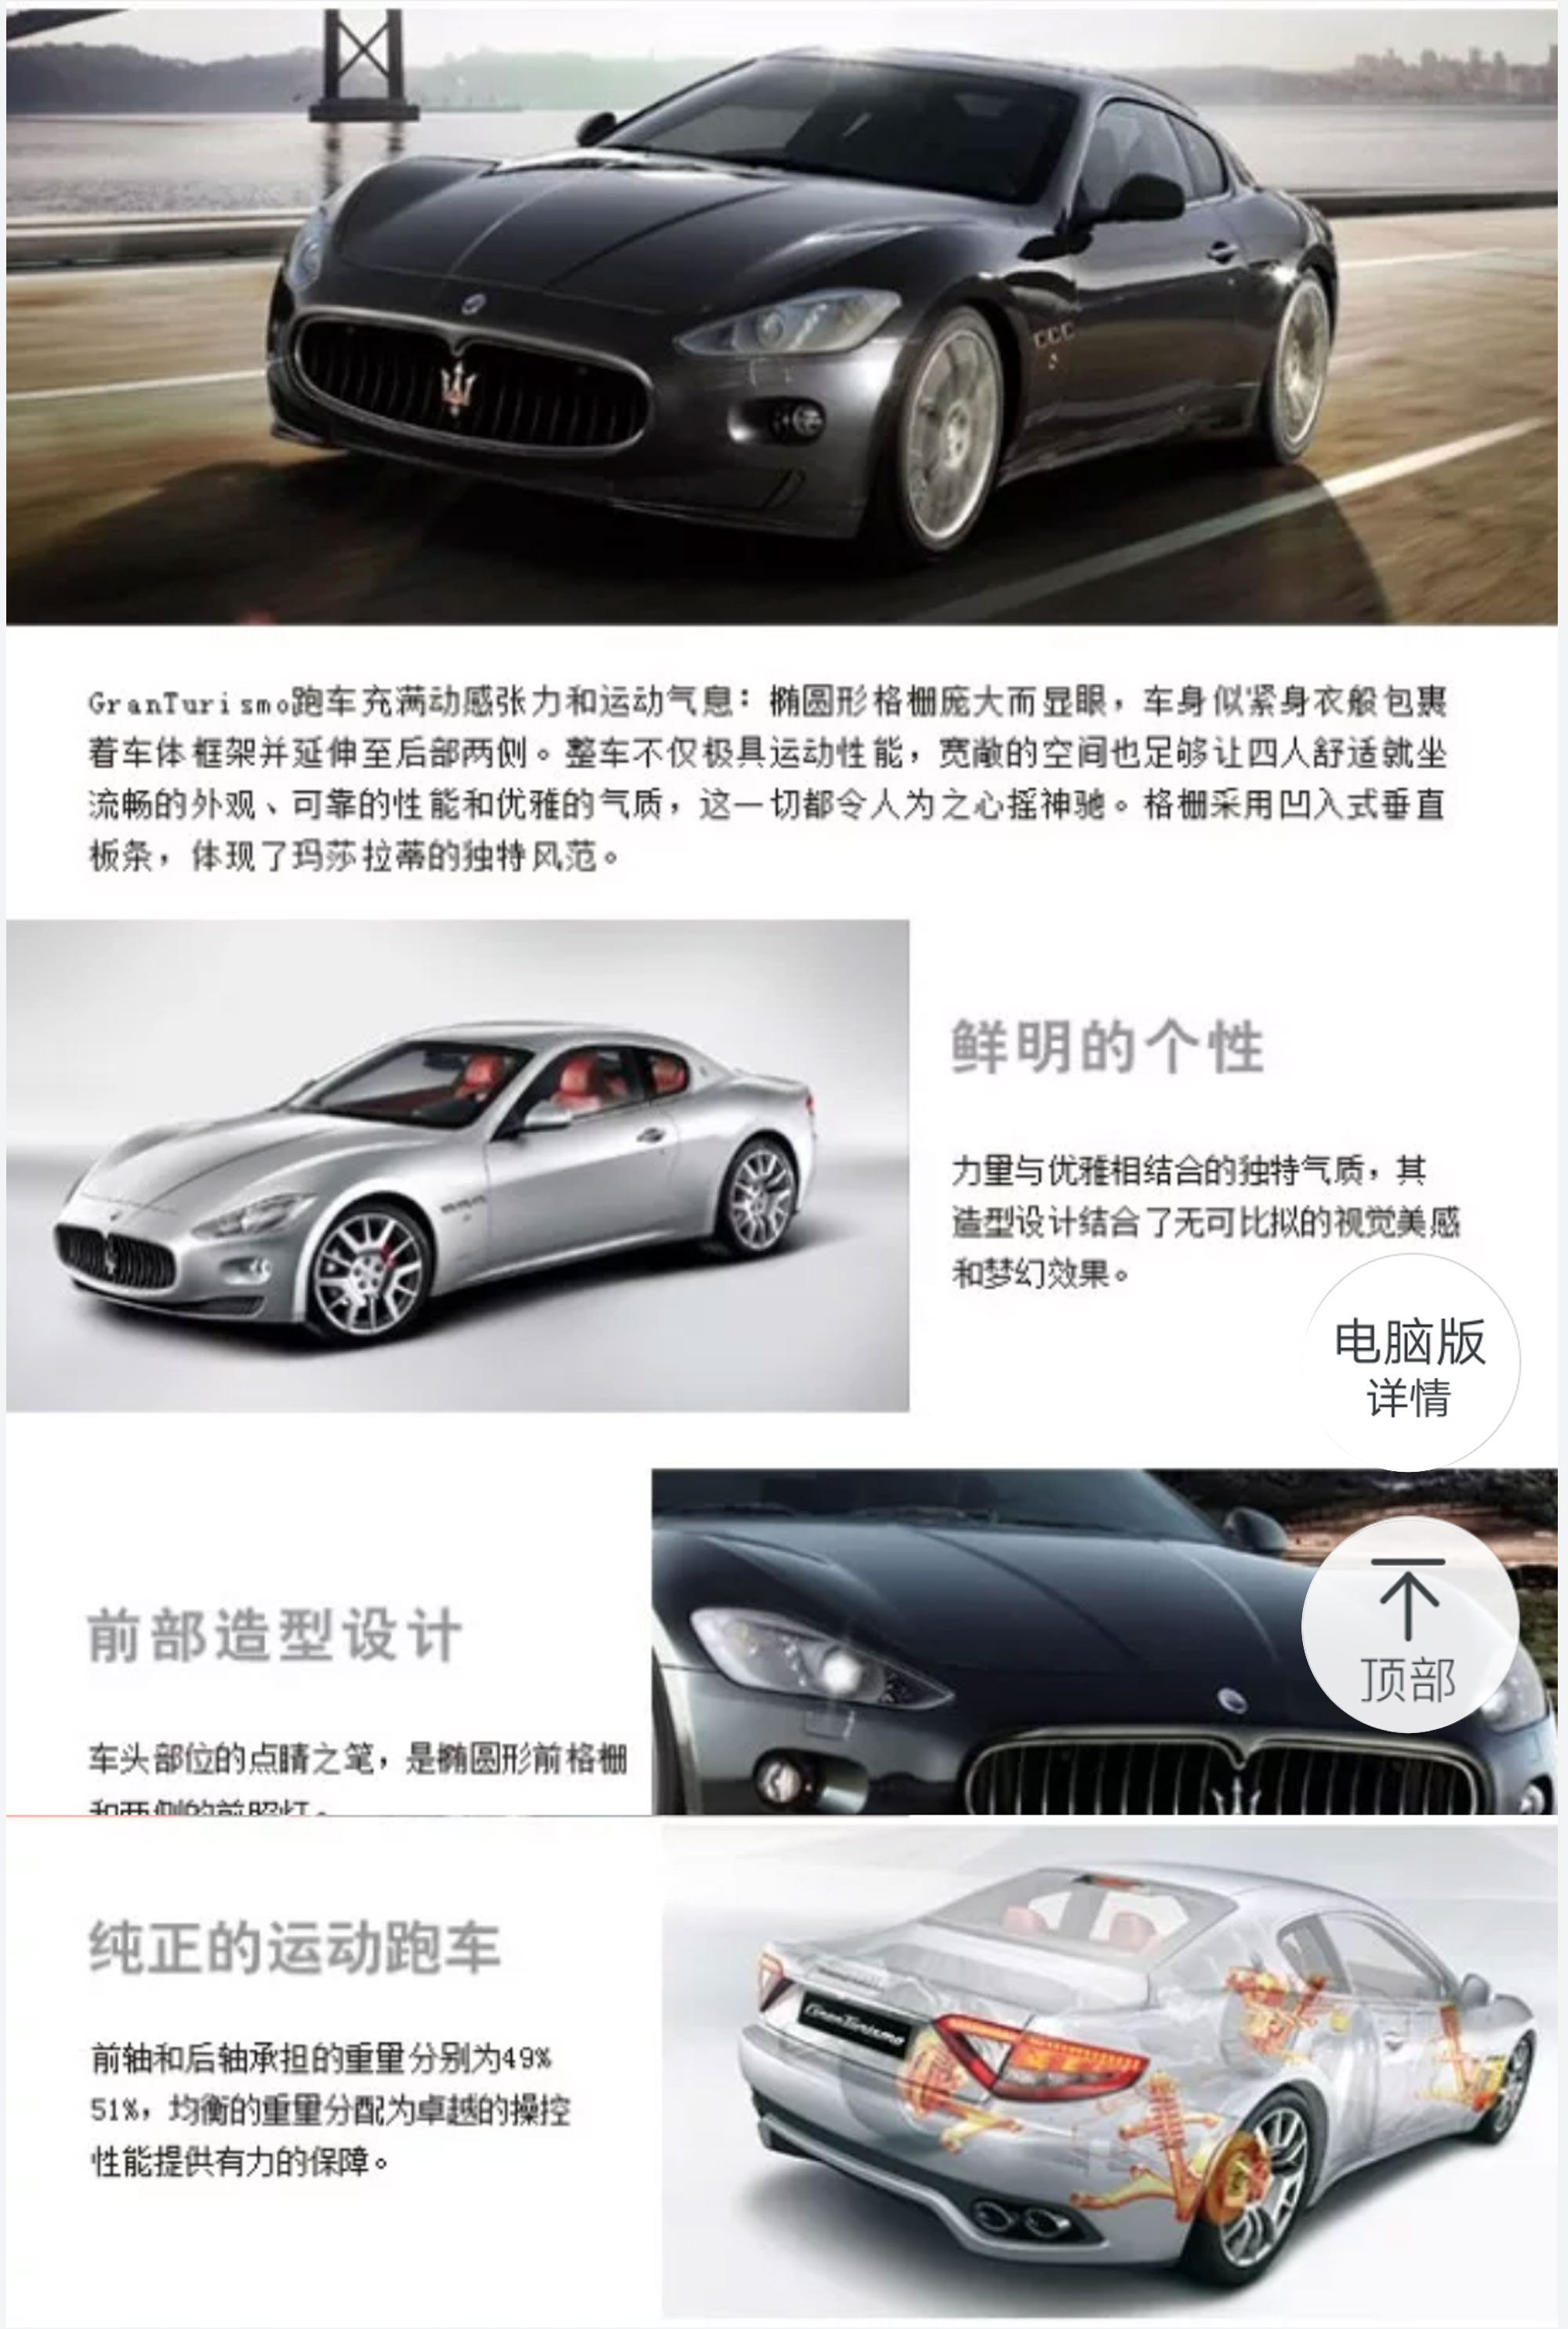 GranTurismo跑车充满动感张力和运动气息：椭圆形格栅庞大而显眼，车身似紧身衣般包裹
着车体框架并延伸至后部两侧。整车不仅极具运动性能，宽敞的空间也足够让四人舒适就坐
流畅的外观、可靠的性能和优雅的气质，这一切都令人为之心摇神驰。格栅采用凹入式垂直
板条，体现了玛莎拉蒂的独特风范。
鲜明的个性
力量与优雅相结合的独特气质，其
造型设计结合了无可比拟的视觉美感
和梦幻效果。
电脑版
详情
顶部
前部造型设计
车头部位的点睛之笔，是椭圆形前格栅
和两侧的前照灯。
纯正的运动跑车
前轴和后轴承担的重量分别为49%
51%，均衡的重量分配为卓越的操控
性能提供有力的保障。
GranTurismo